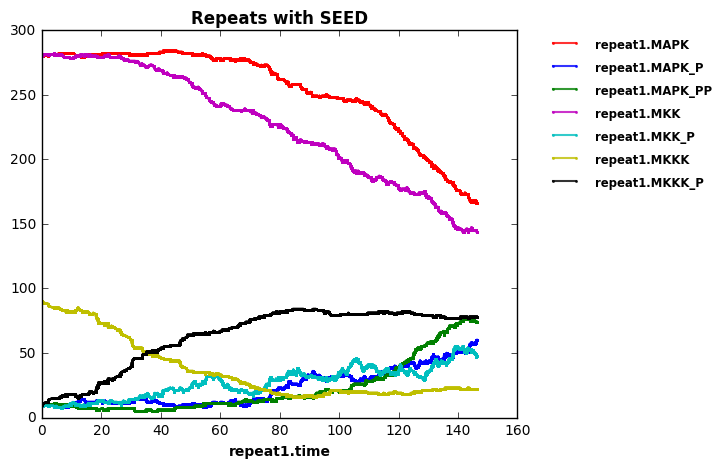 Repeats with SEED
300
250
200
150
100
50
0
0 20 40 60 80 100 120 140 160
repeat1.time
repeat1.MAPK
repeat1.MAPK_P
repeat1.MAPK_PP
repeat1.MKK
repeat1.MKK_P
repeat1.MKKK
repeat1.MKKK_P